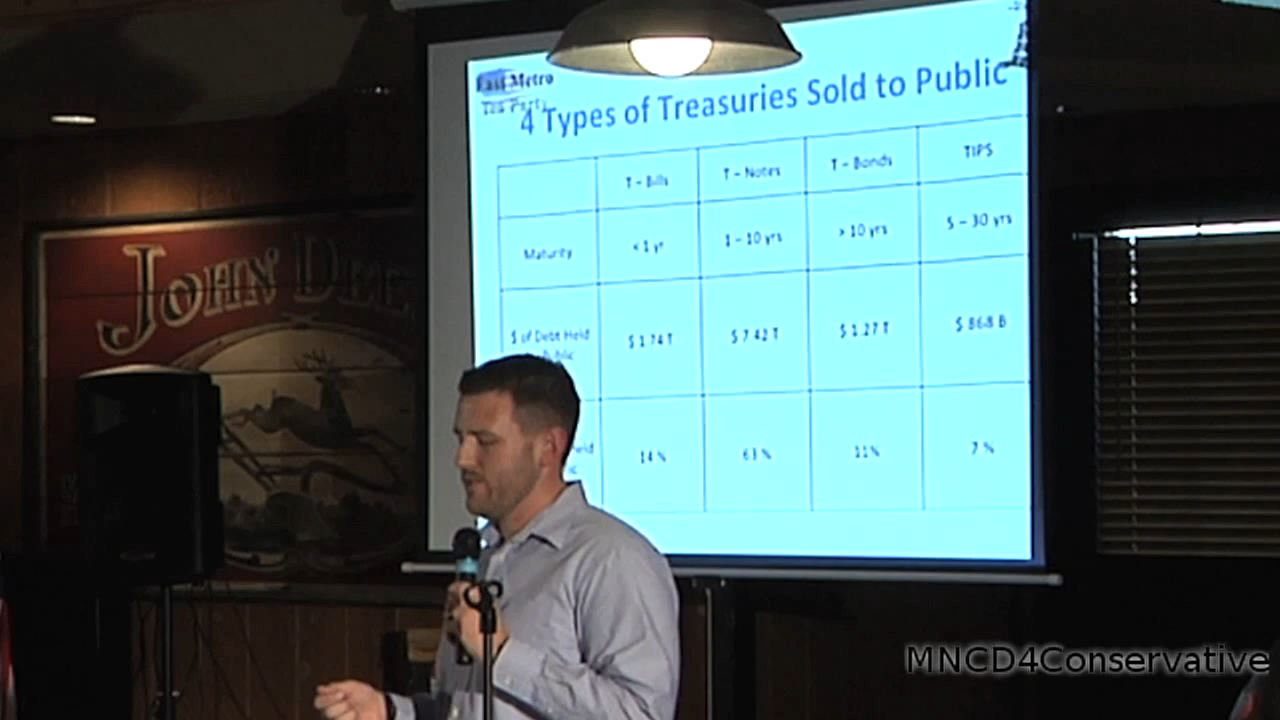 East Metro
Tea Party
4 Types of Treasuries Sold to Public
T – Bills T – Notes T – Bonds TIPS
Maturity < 1 yr 1 – 10 yrs > 10 yrs 5 – 30 yrs
$ of Debt Held $ 1.74 T $ 7.42 T $ 1.27 T $ 868 B
Public
14 % 63 % 11% 7 %
JOHN DEE
MNCD4Conservative